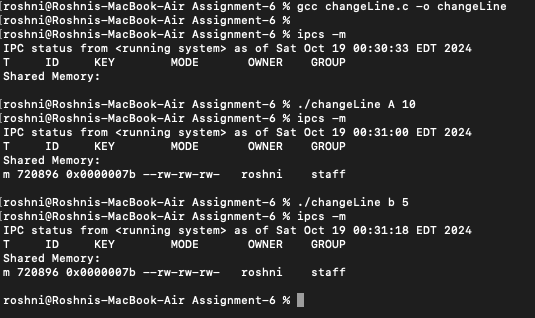 [roshni@Roshnis-MacBook-Air Assignment-6 % gcc changeLine.c -o changeLine
[roshni@Roshnis-MacBook-Air Assignment-6 %
[roshni@Roshnis-MacBook-Air Assignment-6 % ipcs -m
IPC status from <running system> as of Sat Oct 19 00:30:33 EDT 2024
T ID KEY MODE OWNER GROUP
Shared Memory:
[roshni@Roshnis-MacBook-Air Assignment-6 % ./changeLine A 10
[roshni@Roshnis-MacBook-Air Assignment-6 % ipcs -m
IPC status from <running system> as of Sat Oct 19 00:31:00 EDT 2024
T ID KEY MODE OWNER GROUP
Shared Memory:
m 720896 0x0000007b --rw-rw-rw- roshni staff
[roshni@Roshnis-MacBook-Air Assignment-6 % ./changeLine b 5
[roshni@Roshnis-MacBook-Air Assignment-6 % ipcs -m
IPC status from <running system> as of Sat Oct 19 00:31:18 EDT 2024
T ID KEY MODE OWNER GROUP
Shared Memory:
m 720896 0x0000007b --rw-rw-rw- roshni staff
roshni@Roshnis-MacBook-Air Assignment-6 %